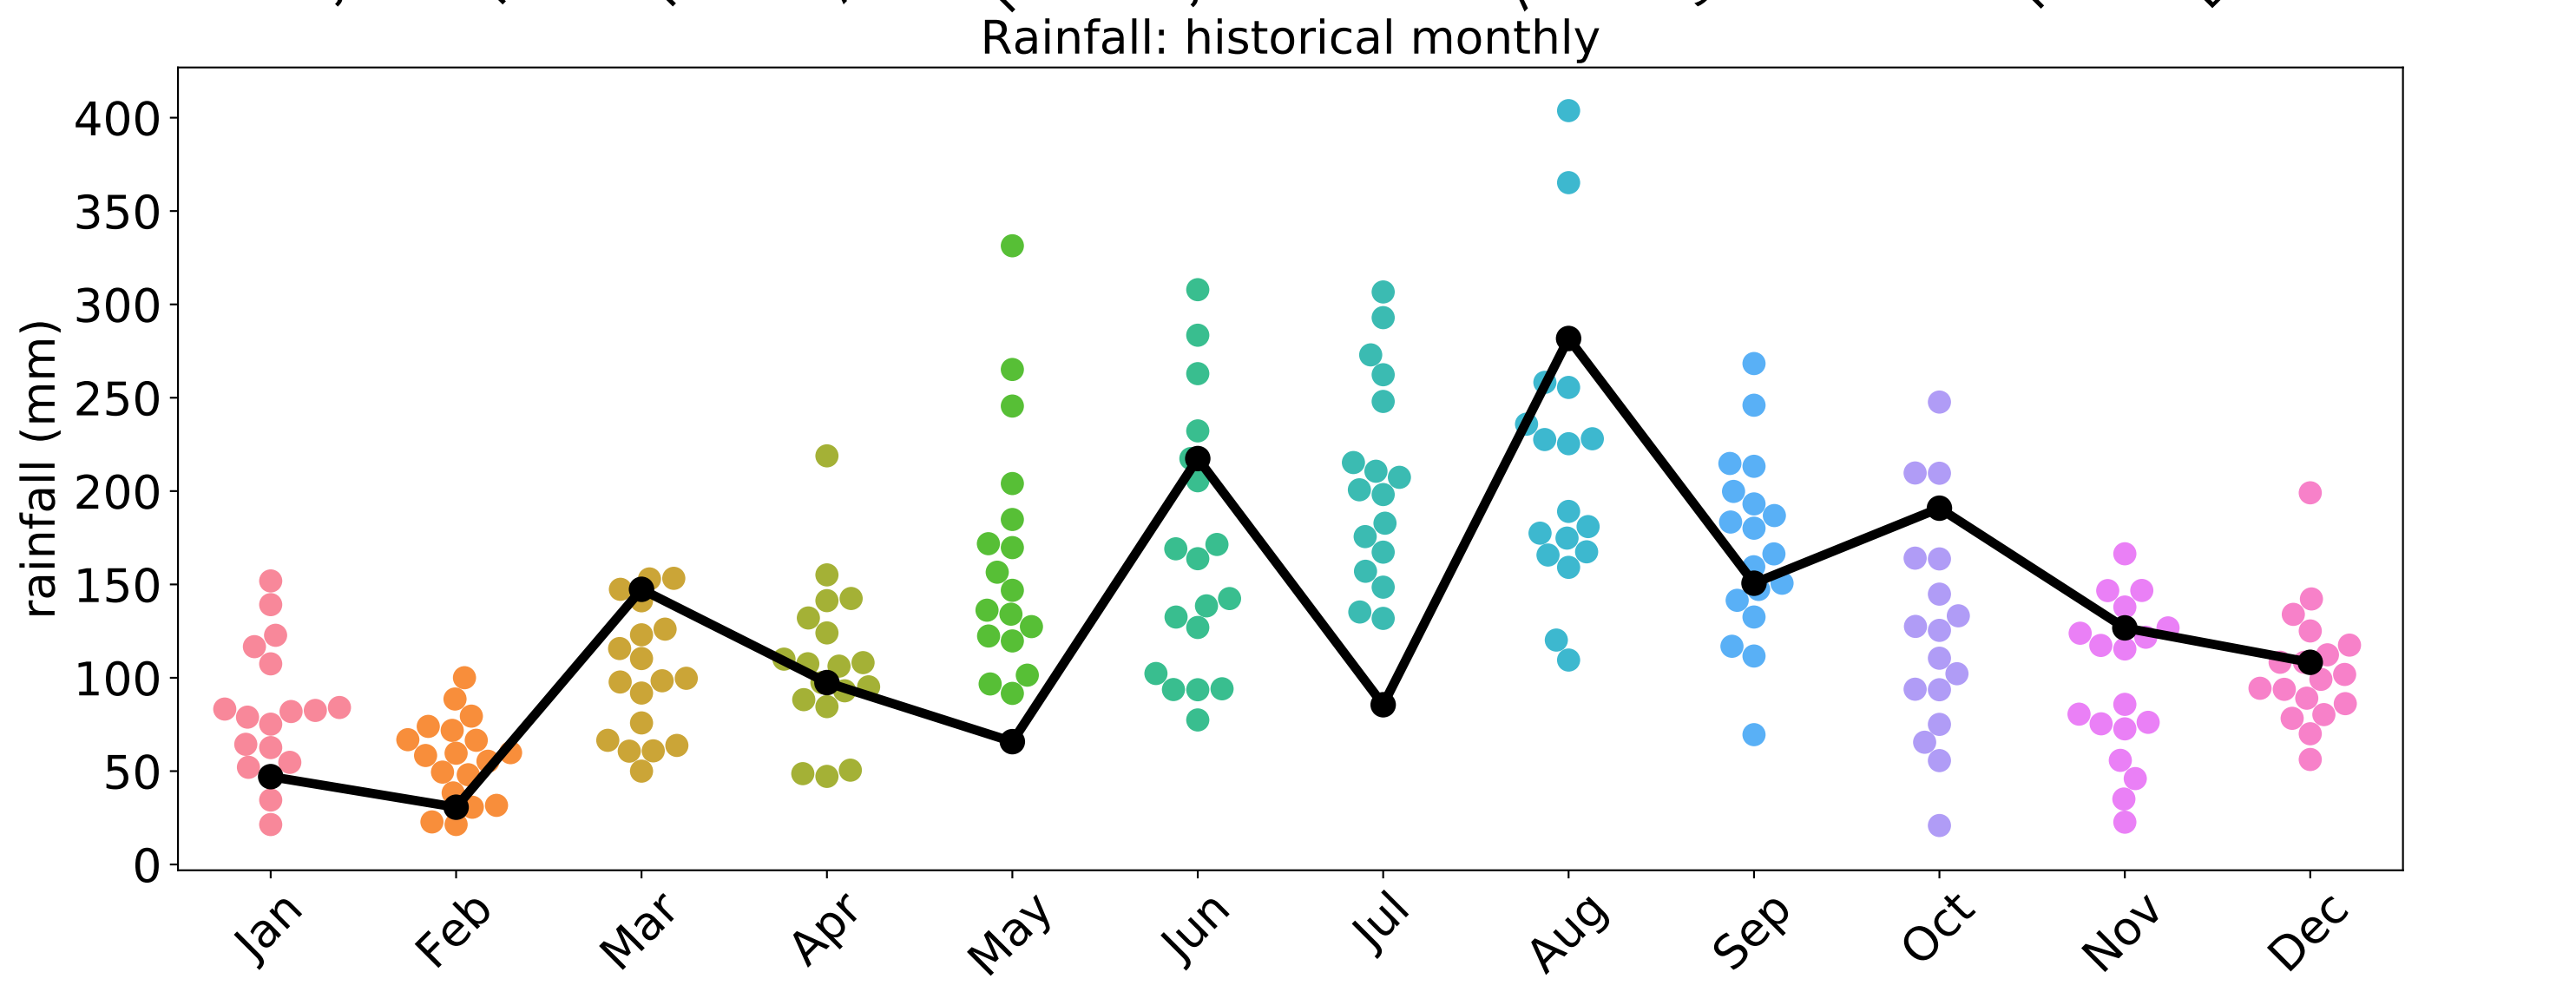 Rainfall: historical monthly
rainfall (mm)
400
350
300
250
200
150
100
50
0
Jan
Feb
Mar
Apr
May
Jun
Jul
Aug
Sep
Oct
Nov
Dec